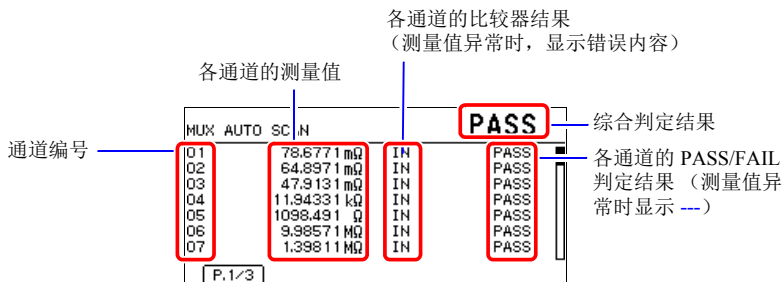 各通道的比较器结果
（测量值异常时，显示错误内容）
各通道的测量值
MUX AUTO SCAN PASS
综合判定结果
通道编号
01 78.6771 mΩ IN PASS
02 64.8971 mΩ IN PASS
03 47.9131 mΩ IN PASS
04 11.94331 kΩ IN PASS
05 1098.491 Ω IN PASS
06 9.98571 MΩ IN PASS
07 1.39811 MΩ IN PASS
各通道的 PASS/FAIL
判定结果 （测量值异
常时显示 ---）
P.1/3